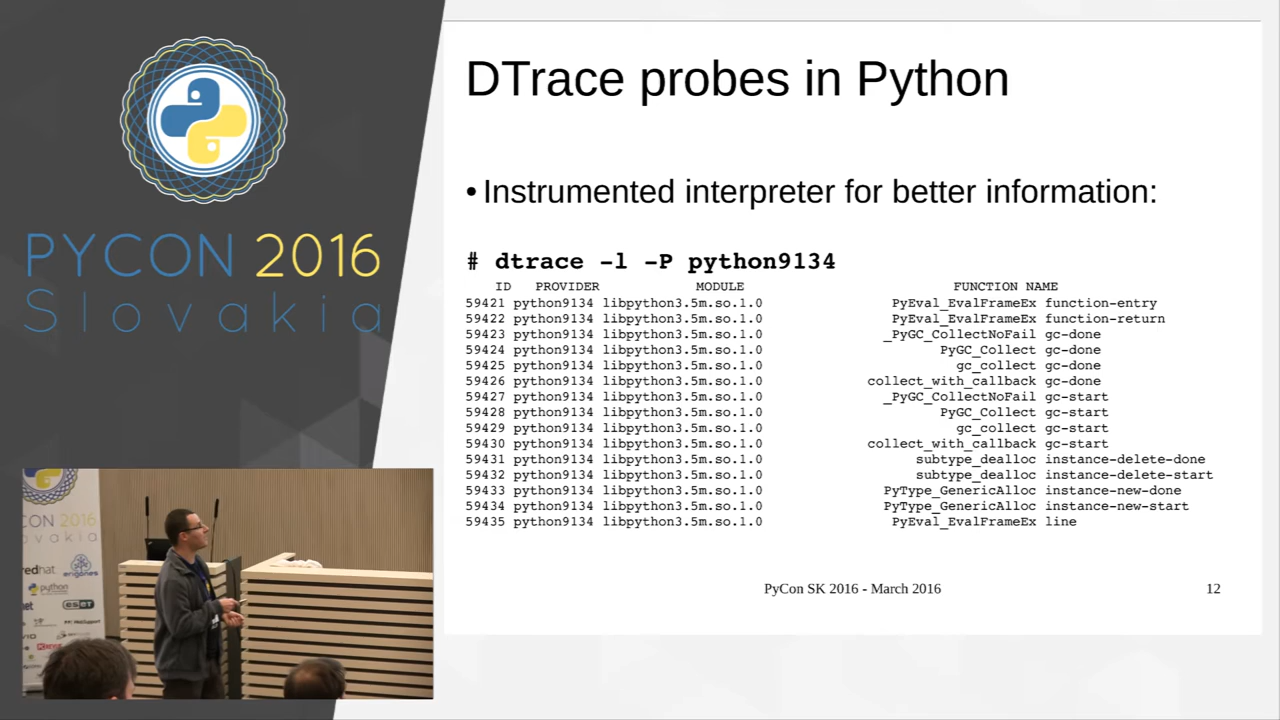 PYCON 2016
Slovakia
DTrace probes in Python
• Instrumented interpreter for better information:
# dtrace -l -P python9134
ID PROVIDER MODULE FUNCTION NAME
59421 python9134 libpython3.5m.so.1.0 PyEval_EvalFrameEx function-entry
59422 python9134 libpython3.5m.so.1.0 PyEval_EvalFrameEx function-return
59423 python9134 libpython3.5m.so.1.0 _PyGC_CollectNoFail gc-done
59424 python9134 libpython3.5m.so.1.0 PyGC_Collect gc-done
59425 python9134 libpython3.5m.so.1.0 gc_collect gc-done
59426 python9134 libpython3.5m.so.1.0 collect_with_callback gc-done
59427 python9134 libpython3.5m.so.1.0 _PyGC_CollectNoFail gc-start
59428 python9134 libpython3.5m.so.1.0 PyGC_Collect gc-start
59429 python9134 libpython3.5m.so.1.0 gc_collect gc-start
59430 python9134 libpython3.5m.so.1.0 collect_with_callback gc-start
59431 python9134 libpython3.5m.so.1.0 subtype_dealloc instance-delete-done
59432 python9134 libpython3.5m.so.1.0 subtype_dealloc instance-delete-start
59433 python9134 libpython3.5m.so.1.0 PyType_GenericAlloc instance-new-done
59434 python9134 libpython3.5m.so.1.0 PyType_GenericAlloc instance-new-start
59435 python9134 libpython3.5m.so.1.0 PyEval_EvalFrameEx line
PyCon SK 2016 - March 2016
12
CON 2016
ovakia
redhat
erigones
python
eset